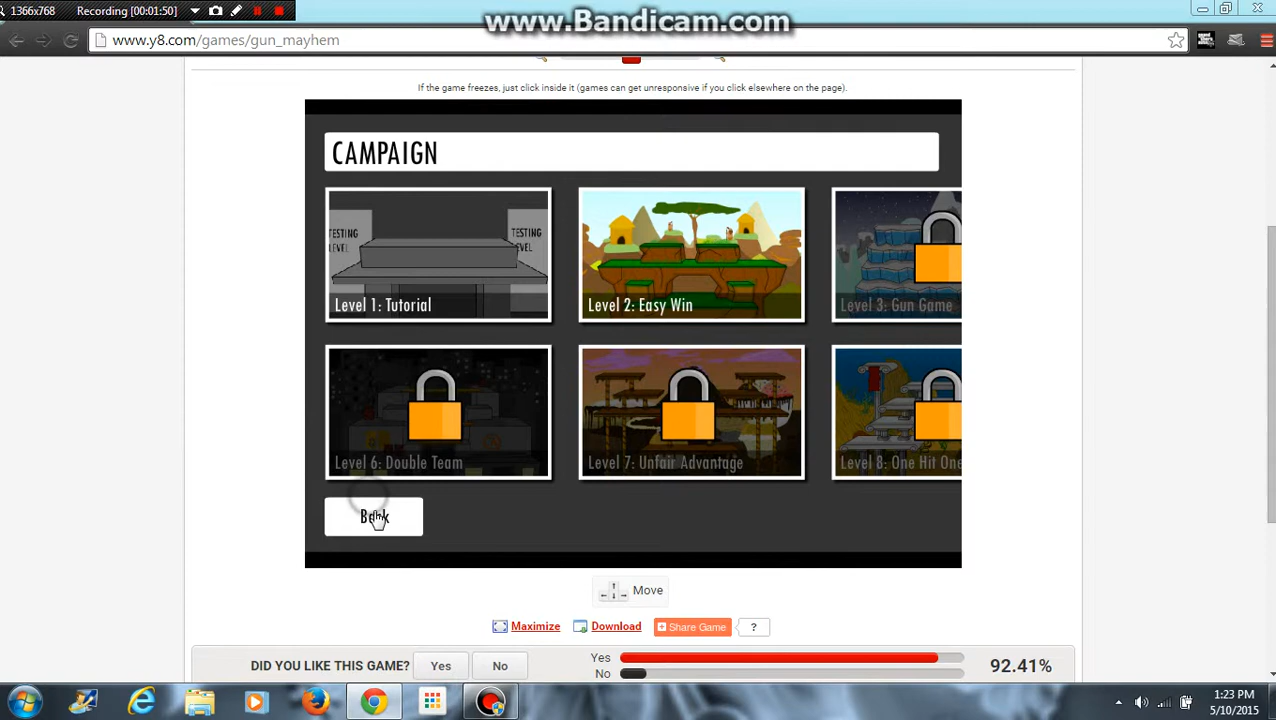 1366x768
Recording [00:01:50]
www.Bandicam.com
www.y8.com/games/gun_mayhem
If the game freezes, just click inside it (games can get unresponsive if you click elsewhere on the page).
CAMPAIGN
TESTING
TESTING
LEVEL
LEVEL
Level 1: Tutorial
Level 2: Easy Win
Level 3: Gun Game
Level 6: Double Team
Level 7: Unfair Advantage
Level 8: One Hit One
Back
Move
Maximize
Download
Share Game
?
DID YOU LIKE THIS GAME?
Yes
No
Yes
No
92.41%
1:23 PM
5/10/2015